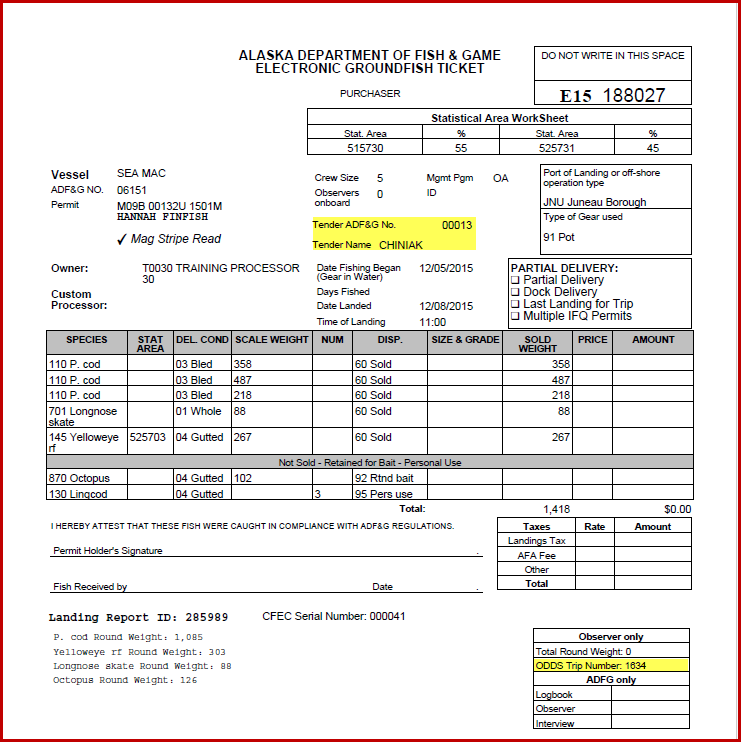 ALASKA DEPARTMENT OF FISH & GAME
ELECTRONIC GROUNDFISH TICKET
DO NOT WRITE IN THIS SPACE
PURCHASER
E15 188027
Statistical Area WorkSheet
Stat. Area % Stat. Area %
515730 55 525731 45
Vessel SEA MAC
ADF&G NO. 06151
Permit M09B 00132U 1501M
HANNAH FINFISH
✓ Mag Stripe Read
Crew Size 5 Mgmt Pgm OA
Observers onboard 0 ID
Tender ADF&G No. 00013
Tender Name CHINIAK
Port of Landing or off-shore
operation type
JNU Juneau Borough
Type of Gear used
91 Pot
Owner: T0030 TRAINING PROCESSOR
30
Custom
Processor:
Date Fishing Began 12/05/2015
(Gear in Water)
Days Fished
Date Landed 12/08/2015
Time of Landing 11:00
PARTIAL DELIVERY:
❑ Partial Delivery
❑ Dock Delivery
❑ Last Landing for Trip
❑ Multiple IFQ Permits
SPECIES STAT AREA DEL. COND SCALE WEIGHT NUM DISP. SIZE & GRADE SOLD WEIGHT PRICE AMOUNT
110 P. cod 03 Bled 358 60 Sold 358
110 P. cod 03 Bled 487 60 Sold 487
110 P. cod 03 Bled 218 60 Sold 218
701 Longnose skate 01 Whole 88 60 Sold 88
145 Yelloweye rf 525703 04 Gutted 267 60 Sold 267
Not Sold - Retained for Bait - Personal Use
870 Octopus 04 Gutted 102 92 Rtnd bait
130 Lingcod 04 Gutted 3 95 Pers use
Total: 1,418 $0.00
I HEREBY ATTEST THAT THESE FISH WERE CAUGHT IN COMPLIANCE WITH ADF&G REGULATIONS.
Permit Holder's Signature .
Fish Received by Date .
Taxes Rate Amount
Landings Tax
AFA Fee
Other
Total
Landing Report ID: 285989 CFEC Serial Number: 000041
P. cod Round Weight: 1,085
Yelloweye rf Round Weight: 303
Longnose skate Round Weight: 88
Octopus Round Weight: 126
Observer only
Total Round Weight: 0
ODDS Trip Number: 1634
ADFG only
Logbook
Observer
Interview